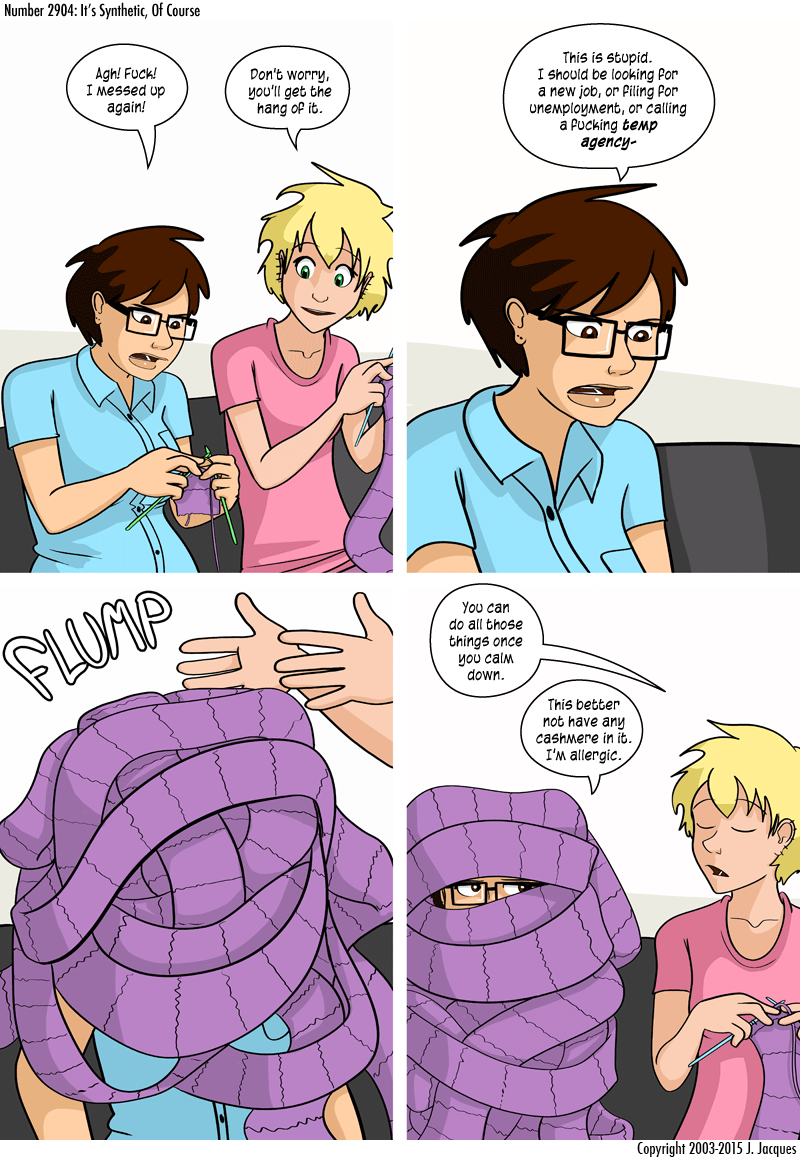 Number 2904: It's Synthetic, Of Course
Agh! Fuck!
I messed up
again!
Don't worry,
you'll get the
hang of it.
This is stupid.
I should be looking for
a new job, or filing for
unemployment, or calling
a fucking temp
agency-
FLUMP
You can
do all those
things once
you calm
down.
This better
not have any
cashmere in it.
I'm allergic.
Copyright 2003-2015 J. Jacques